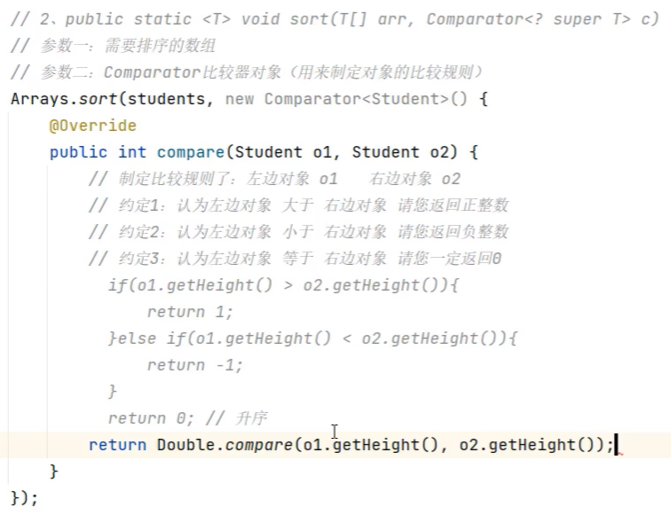 // 2、public static <T> void sort(T[] arr, Comparator<? super T> c)
// 参数一：需要排序的数组
// 参数二：Comparator比较器对象（用来制定对象的比较规则）
Arrays.sort(students, new Comparator<Student>() {
    @Override
    public int compare(Student o1, Student o2) {
        // 制定比较规则了：左边对象 o1   右边对象 o2
        // 约定1：认为左边对象 大于 右边对象 请您返回正整数
        // 约定2：认为左边对象 小于 右边对象 请您返回负整数
        // 约定3：认为左边对象 等于 右边对象 请您一定返回0
          if(o1.getHeight() > o2.getHeight()){
              return 1;
          }else if(o1.getHeight() < o2.getHeight()){
              return -1;
          }
          return 0; // 升序
        return Double.compare(o1.getHeight(), o2.getHeight());
    }
});